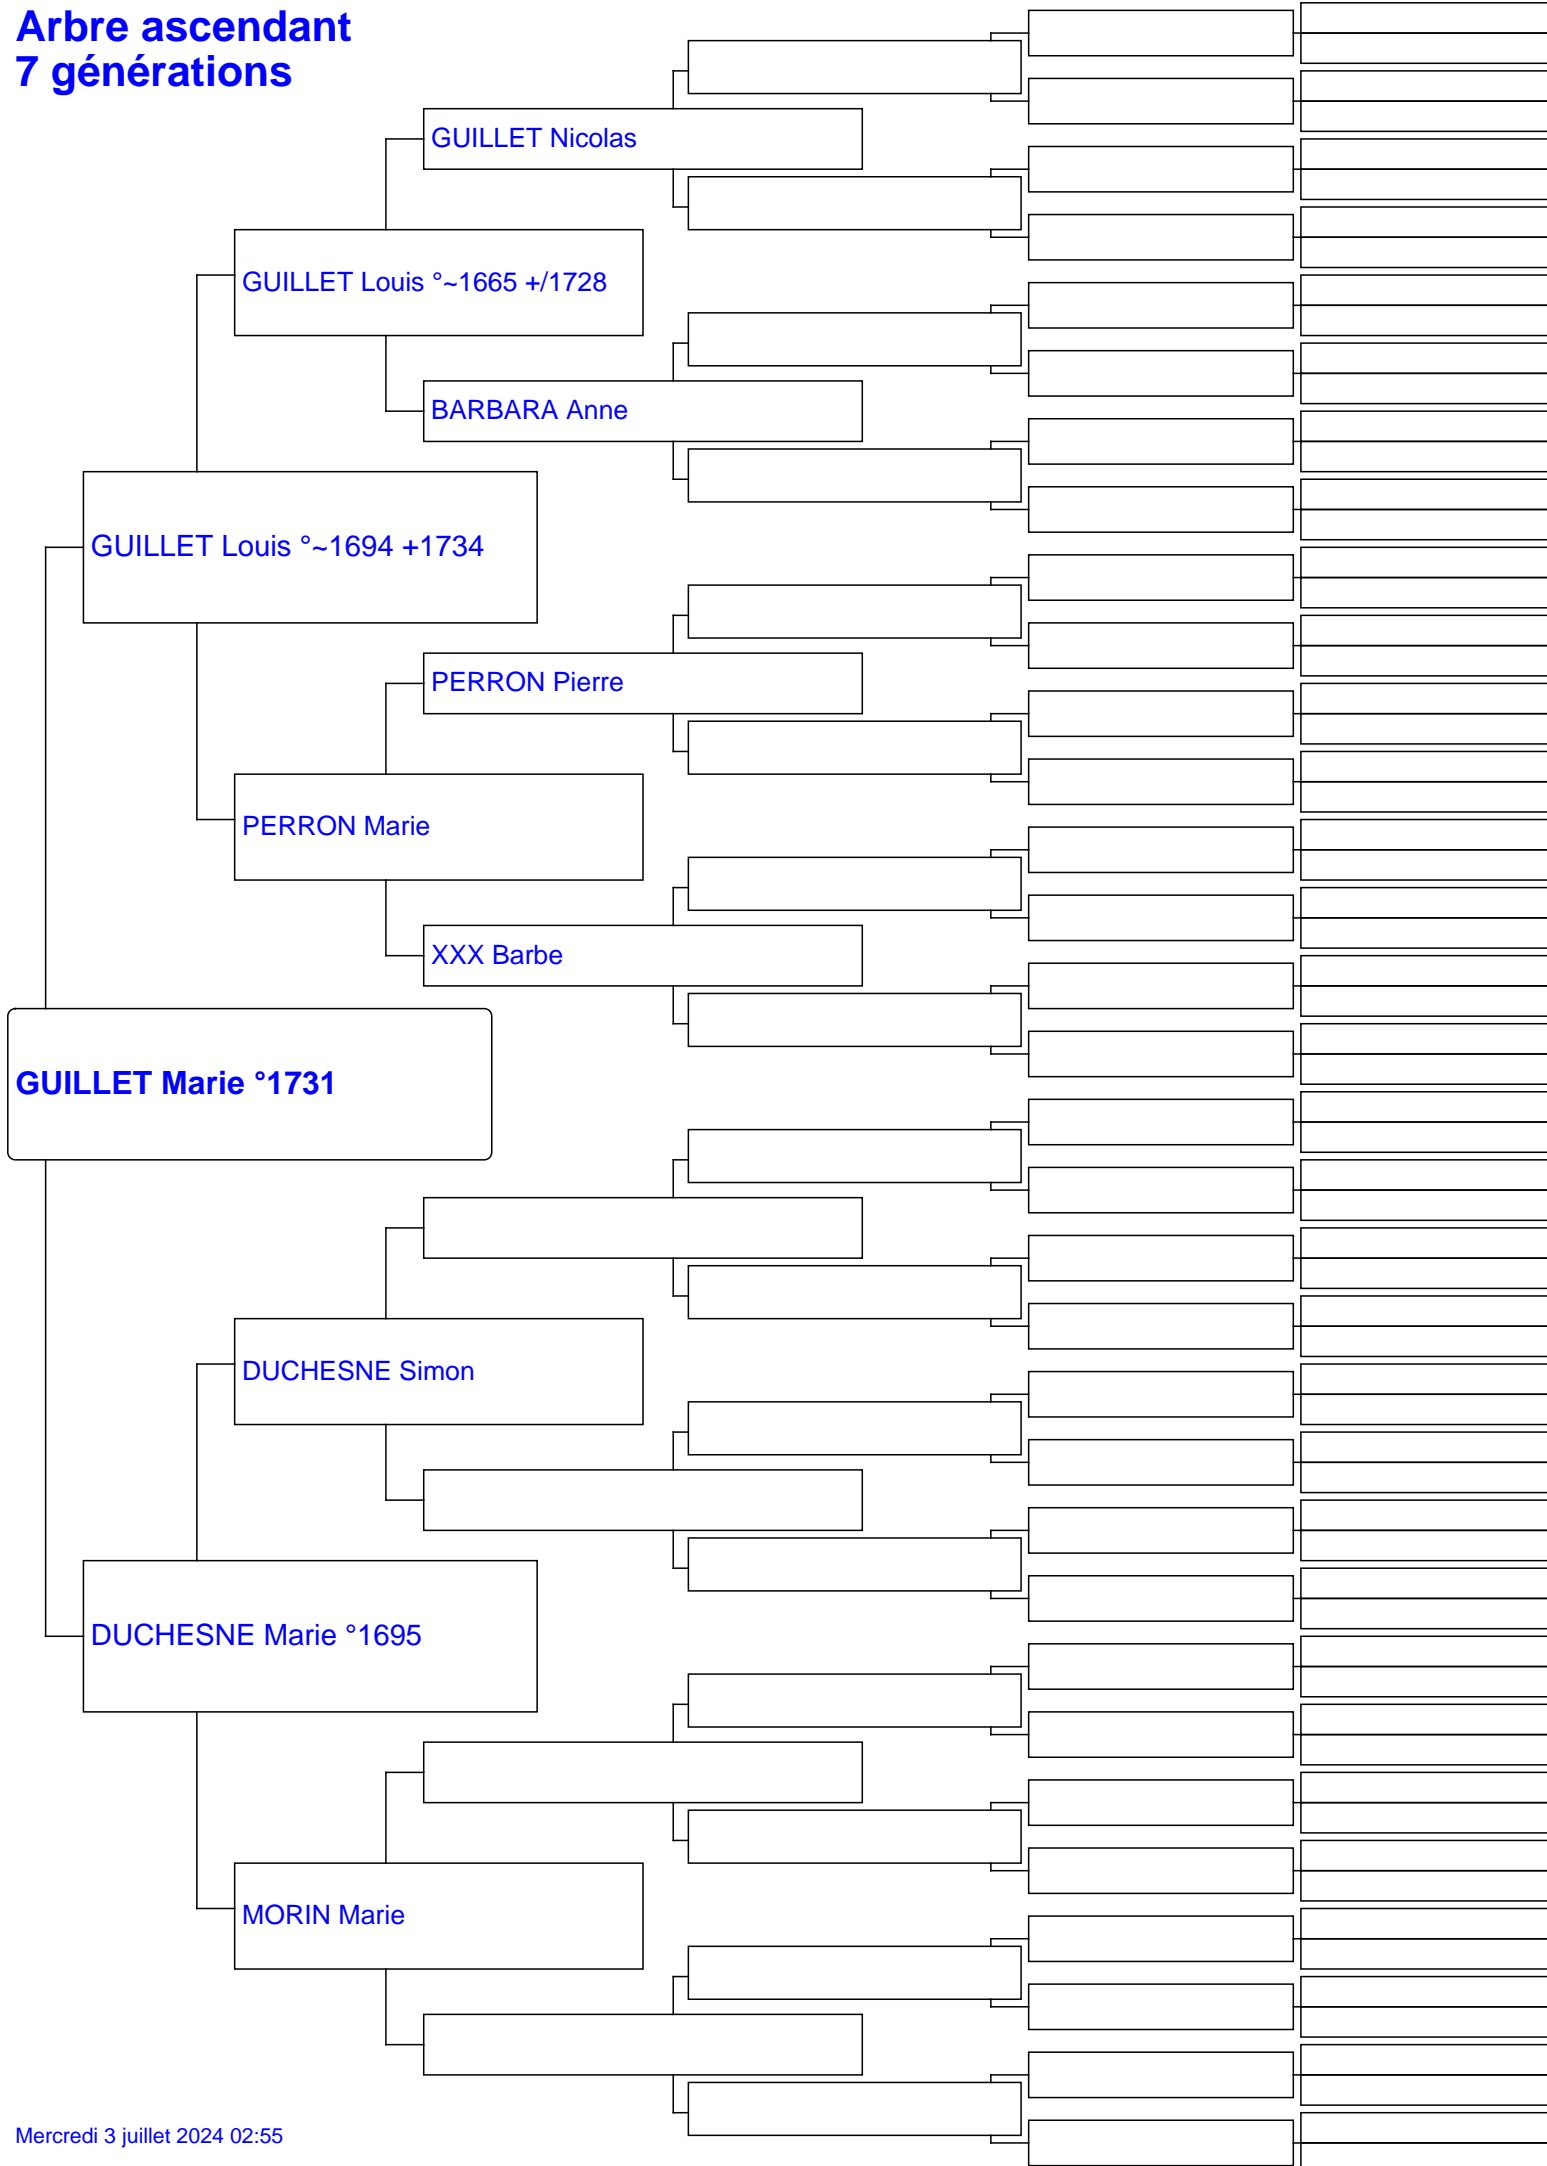 Arbre ascendant
7 générations
GUILLET Nicolas
GUILLET Louis °~1665 +/1728
BARBARA Anne
GUILLET Louis °~1694 +1734
PERRON Pierre
PERRON Marie
XXX Barbe
GUILLET Marie °1731
DUCHESNE Simon
DUCHESNE Marie °1695
MORIN Marie
Mercredi 3 juillet 2024 02:55